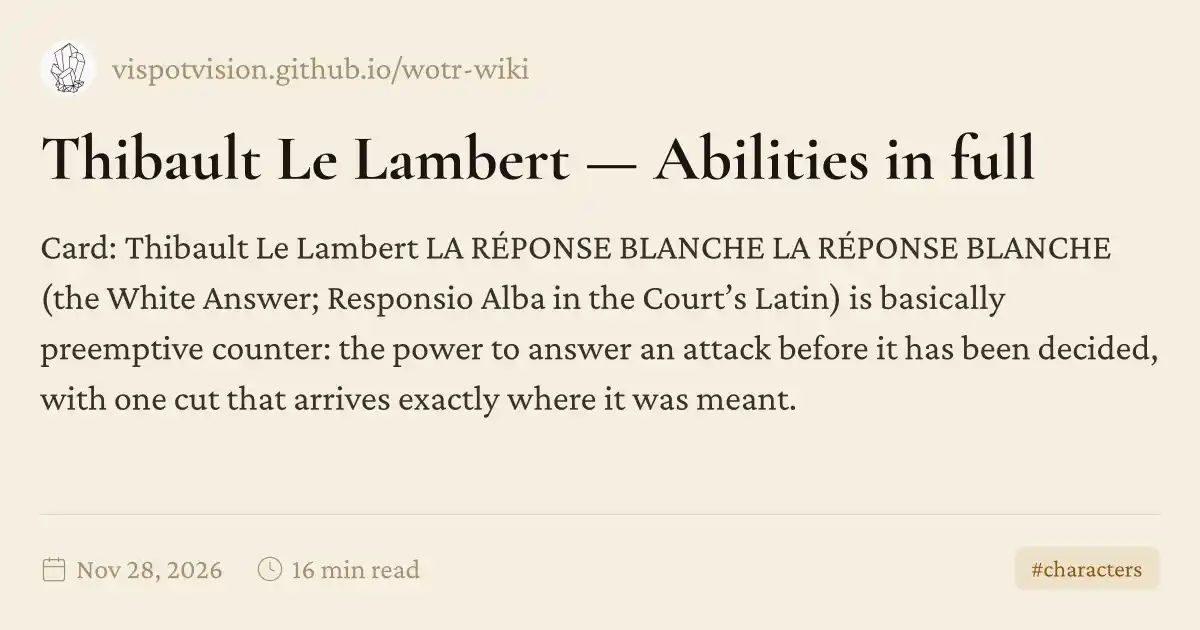 vispotvision.github.io/wotr-wiki
Thibault Le Lambert — Abilities in full
Card: Thibault Le Lambert LA RÉPONSE BLANCHE LA RÉPONSE BLANCHE
(the White Answer; Responsio Alba in the Court’s Latin) is basically
preemptive counter: the power to answer an attack before it has been decided,
with one cut that arrives exactly where it was meant.
Nov 28, 2026
16 min read
#characters